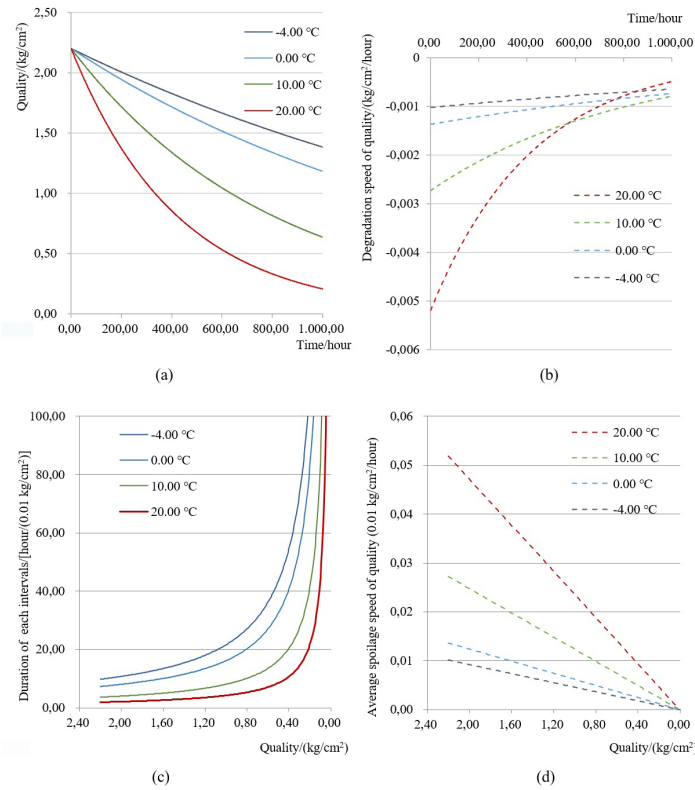 2,50
2,00
1,50
1,00
0,50
0,00
Quality/(kg/cm²)
-4.00 °C
0.00 °C
10.00 °C
20.00 °C
0,00 200,00 400,00 600,00 800,00 1.000,00
Time/hour
(a)
Time/hour
0,00 200,00 400,00 600,00 800,00 1.000,00
0
-0,001
-0,002
-0,003
-0,004
-0,005
-0,006
Degradation speed of quality/(kg/cm²/hour)
20.00 °C
10.00 °C
0.00 °C
-4.00 °C
(b)
100,00
80,00
60,00
40,00
20,00
0,00
Duration of each intervals/[hour/(0,01 kg/cm²)]
-4.00 °C
0.00 °C
10.00 °C
20.00 °C
2,40 2,00 1,60 1,20 0,80 0,40 0,00
Quality/(kg/cm²)
(c)
0,06
0,05
0,04
0,03
0,02
0,01
0,00
Average spoilage speed of quality (0.01 kg/cm²/hour)
20.00 °C
10.00 °C
0.00 °C
-4.00 °C
2,40 2,00 1,60 1,20 0,80 0,40 0,00
Quality/(kg/cm²
(d)